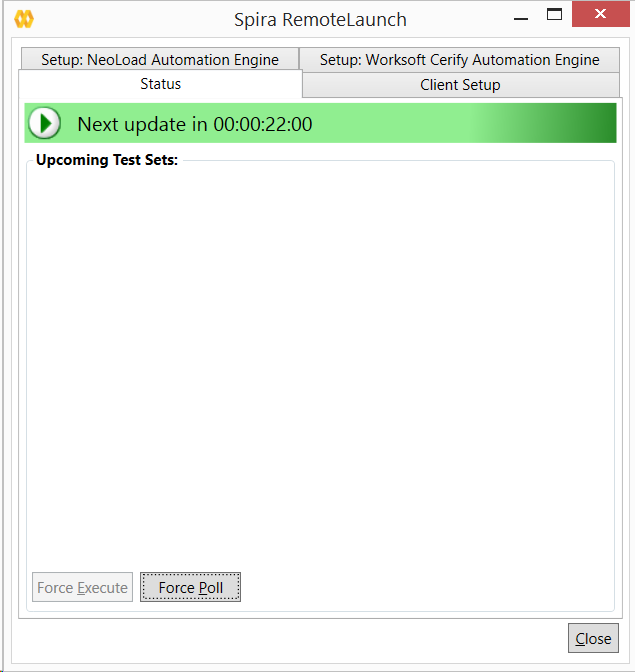 Spira RemoteLaunch
Setup: NeoLoad Automation Engine
Setup: Worksoft Cerify Automation Engine
Status
Client Setup
Next update in 00:00:22:00
Upcoming Test Sets:
Force Execute
Force Poll
Close